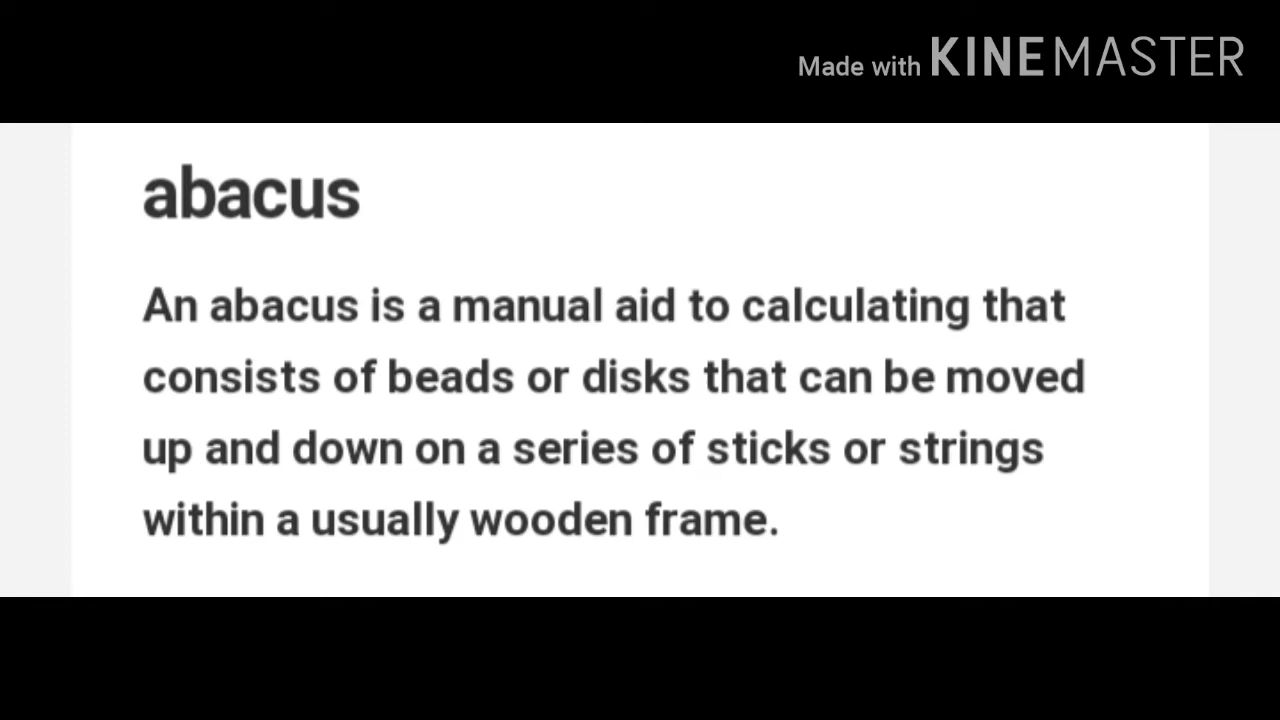 Made with KINEMASTER
abacus
An abacus is a manual aid to calculating that
consists of beads or disks that can be moved
up and down on a series of sticks or strings
within a usually wooden frame.